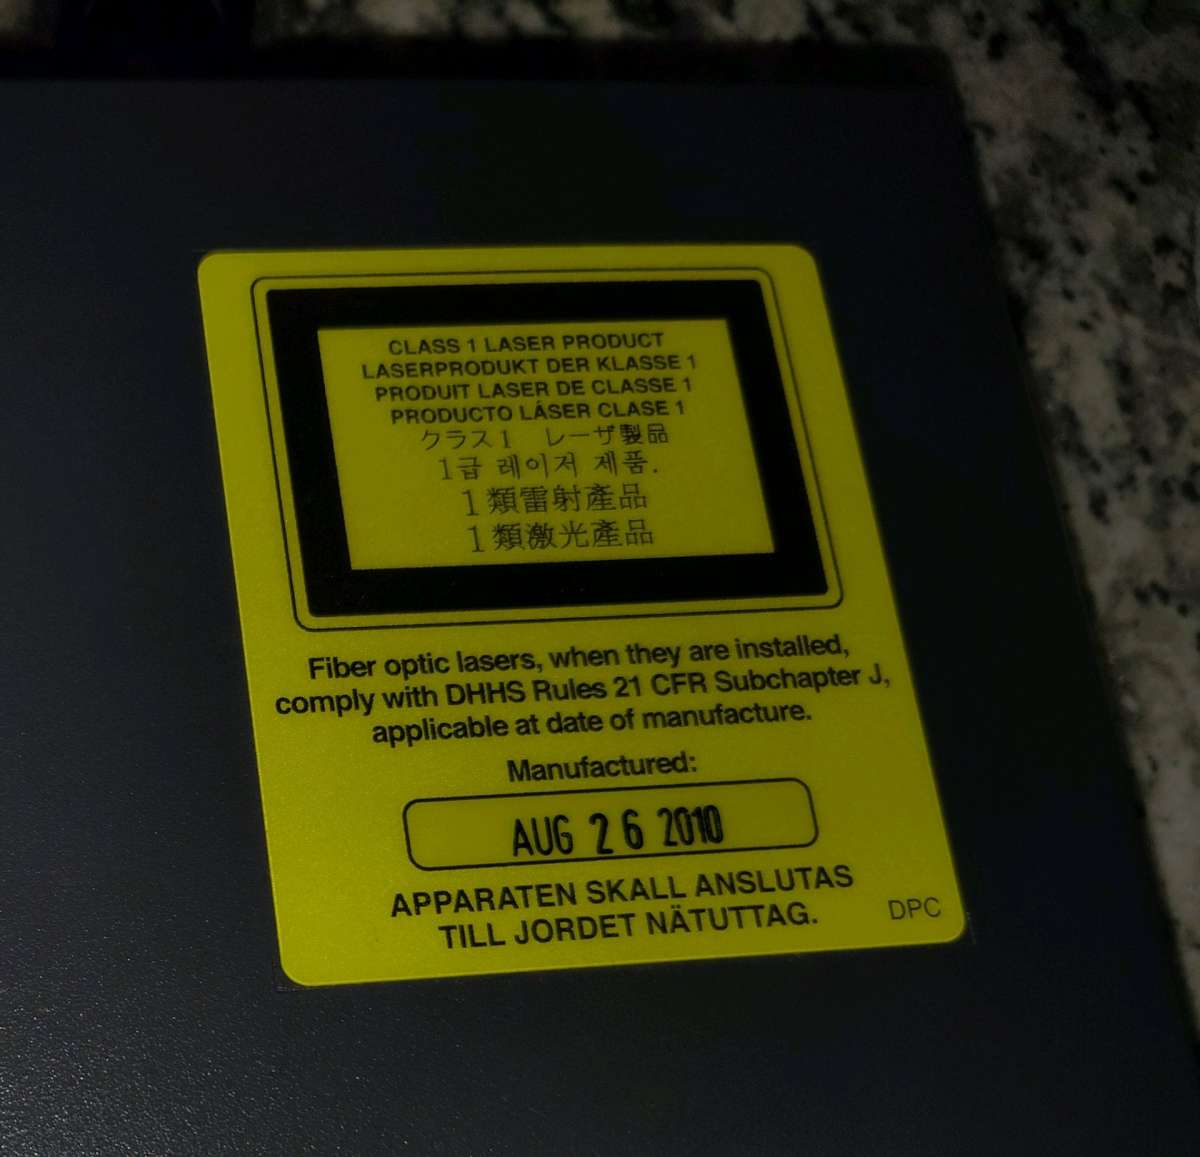 CLASS 1 LASER PRODUCT
LASERPRODUKT DER KLASSE 1
PRODUIT LASER DE CLASSE 1
PRODUCTO LÁSER CLASE 1
クラス1 レーザ製品
1급 레이저 제품.
1類雷射產品
1類激光產品
Fiber optic lasers, when they are installed,
comply with DHHS Rules 21 CFR Subchapter J,
applicable at date of manufacture.
Manufactured:
AUG 26 2010
APPARATEN SKALL ANSLUTAS
TILL JORDET NÄTUTTAG.
DPC